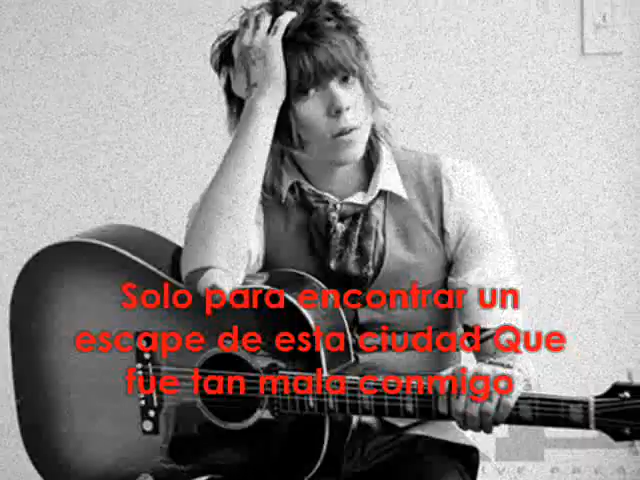 Solo para encontrar un
escape de esta ciudad Que
fue tan mala conmigo